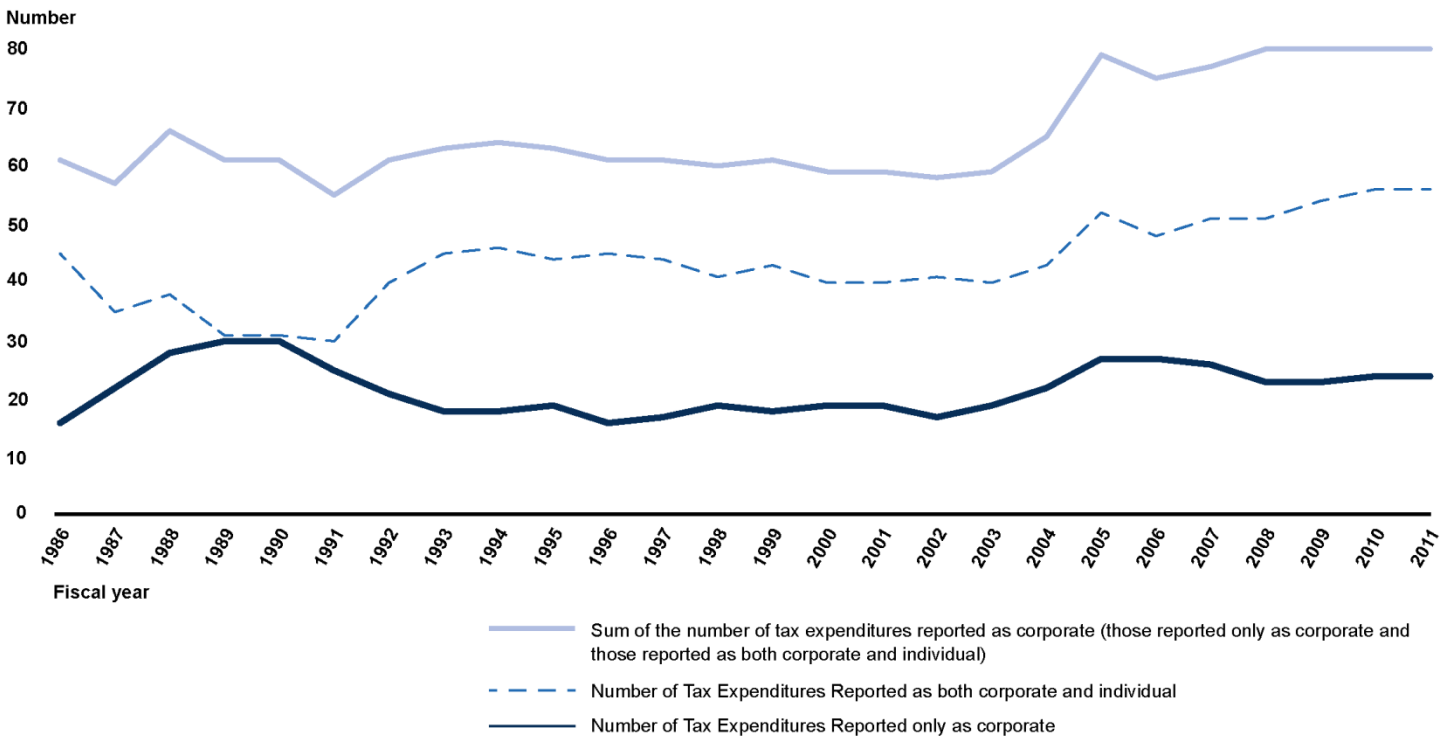 Number
80
70
60
50
40
30
20
10
0
1986 1987 1988 1989 1990 1991 1992 1993 1994 1995 1996 1997 1998 1999 2000 2001 2002 2003 2004 2005 2006 2007 2008 2009 2010 2011
Fiscal year
Sum of the number of tax expenditures reported as corporate (those reported only as corporate and
those reported as both corporate and individual)
Number of Tax Expenditures Reported as both corporate and individual
Number of Tax Expenditures Reported only as corporate